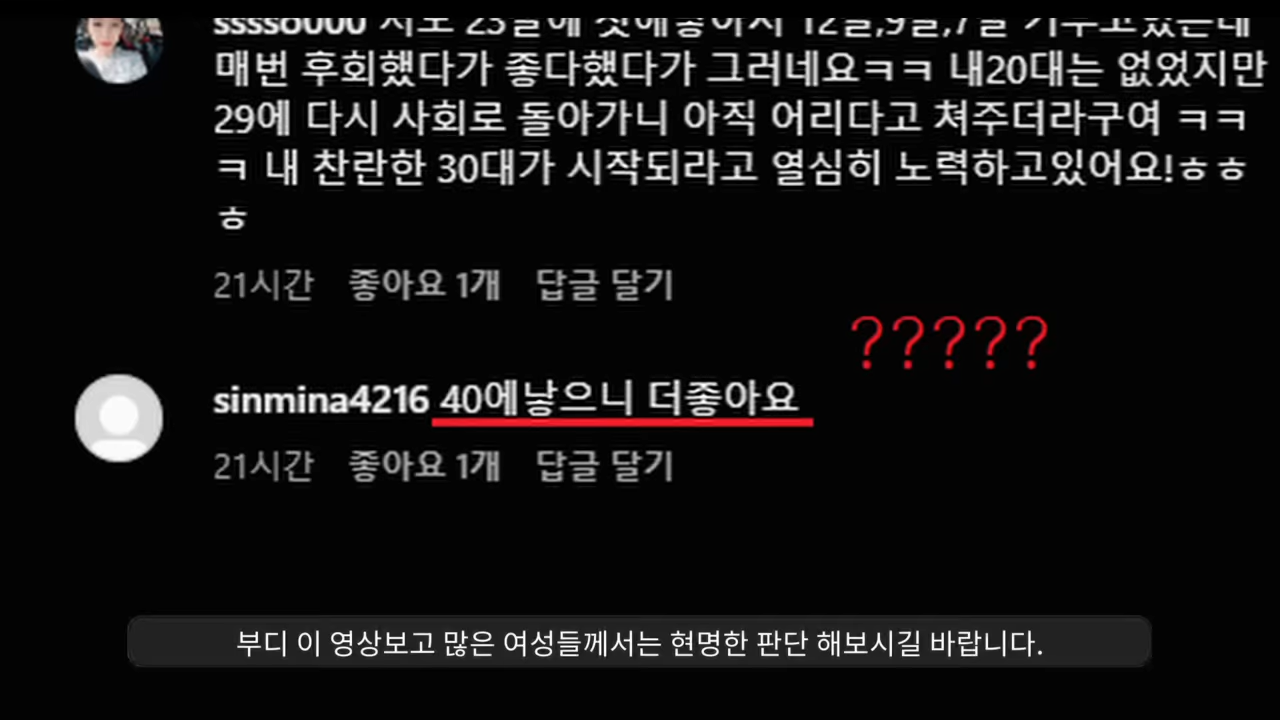 매번 후회했다가 좋다했다가 그러네요ㅋㅋ 내20대는 없었지만
29에 다시 사회로 돌아가니 아직 어리다고 쳐주더라구여 ㅋㅋ
ㅋ 내 찬란한 30대가 시작되라고 열심히 노력하고있어요!ㅎㅎ
ㅎ
21시간 좋아요 1개 답글 달기
?????
sinmina4216 40에낳으니 더좋아요
21시간 좋아요 1개 답글 달기
부디 이 영상보고 많은 여성들께서는 현명한 판단 해보시길 바랍니다.